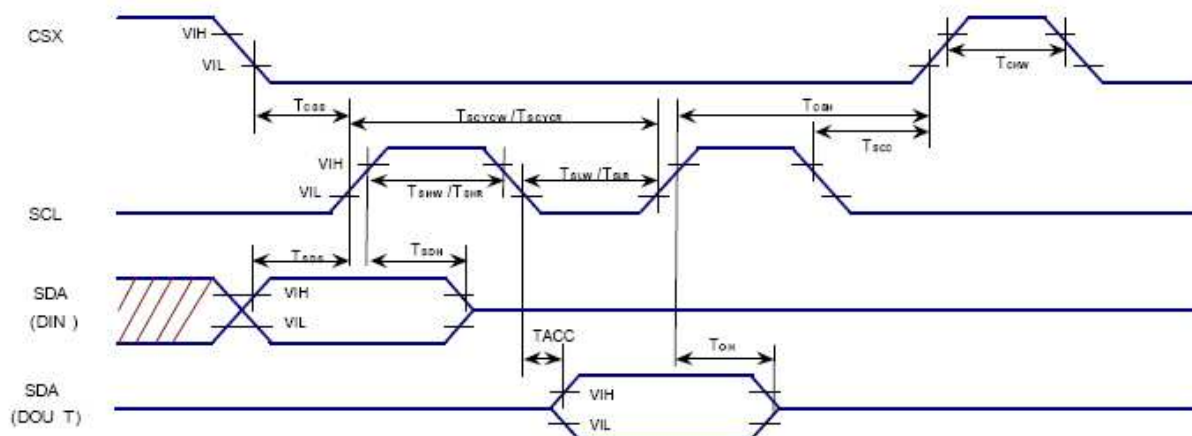 CSX
VIH
VIL
TCHW
TCSS
TSCYCW /TSCYCR
TCSH
TSCC
VIH
VIL
TSHW /TSHR
TSLW /TSLR
SCL
TSDS
TSDH
SDA
(DIN )
VIH
VIL
TACC
TOH
SDA
(DOU T)
VIH
VIL